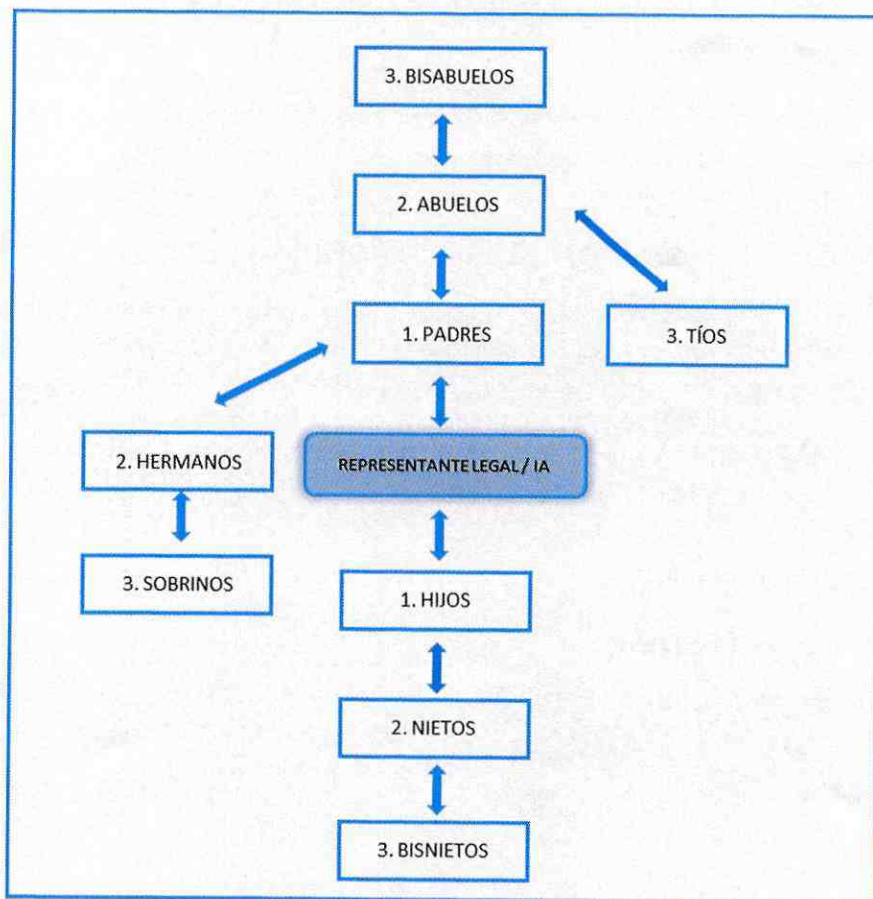 3. BISABUELOS
2. ABUELOS
1. PADRES
3. TÍOS
2. HERMANOS
REPRESENTANTE LEGAL / IA
3. SOBRINOS
1. HIJOS
2. NIETOS
3. BISNIETOS